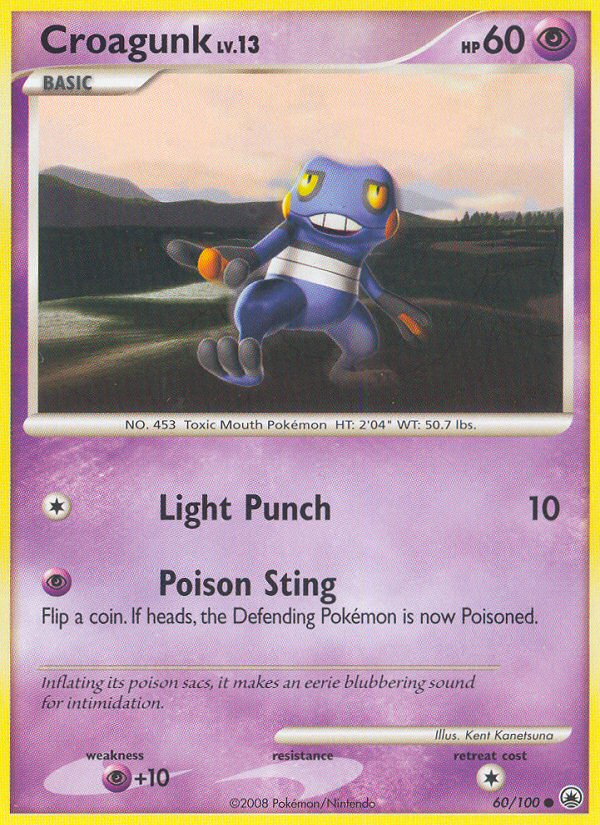 Croagunk LV.13 HP 60
BASIC
NO. 453 Toxic Mouth Pokémon HT: 2'04" WT: 50.7 lbs.
Light Punch 10
Poison Sting
Flip a coin. If heads, the Defending Pokémon is now Poisoned.
Inflating its poison sacs, it makes an eerie blubbering sound
for intimidation.
Illus. Kent Kanetsuna
weakness resistance retreat cost
+10
©2008 Pokémon/Nintendo 60/100